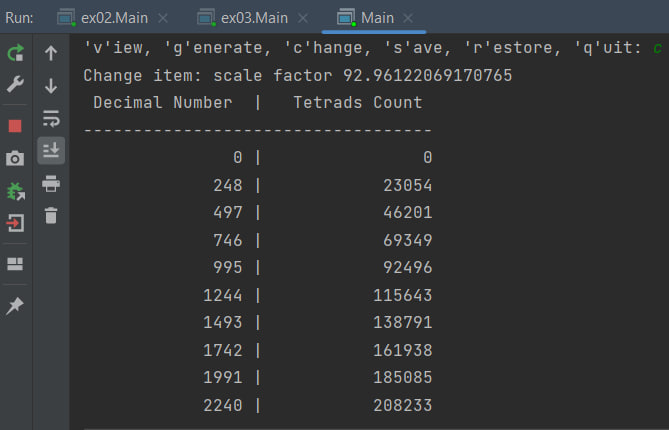 Run: ex02.Main ex03.Main Main
'v'iew, 'g'enerate, 'c'hange, 's'ave, 'r'estore, 'q'uit: c
Change item: scale factor 92.96122069170765
Decimal Number | Tetrads Count
-----------------------------------
0 | 0
248 | 23054
497 | 46201
746 | 69349
995 | 92496
1244 | 115643
1493 | 138791
1742 | 161938
1991 | 185085
2240 | 208233